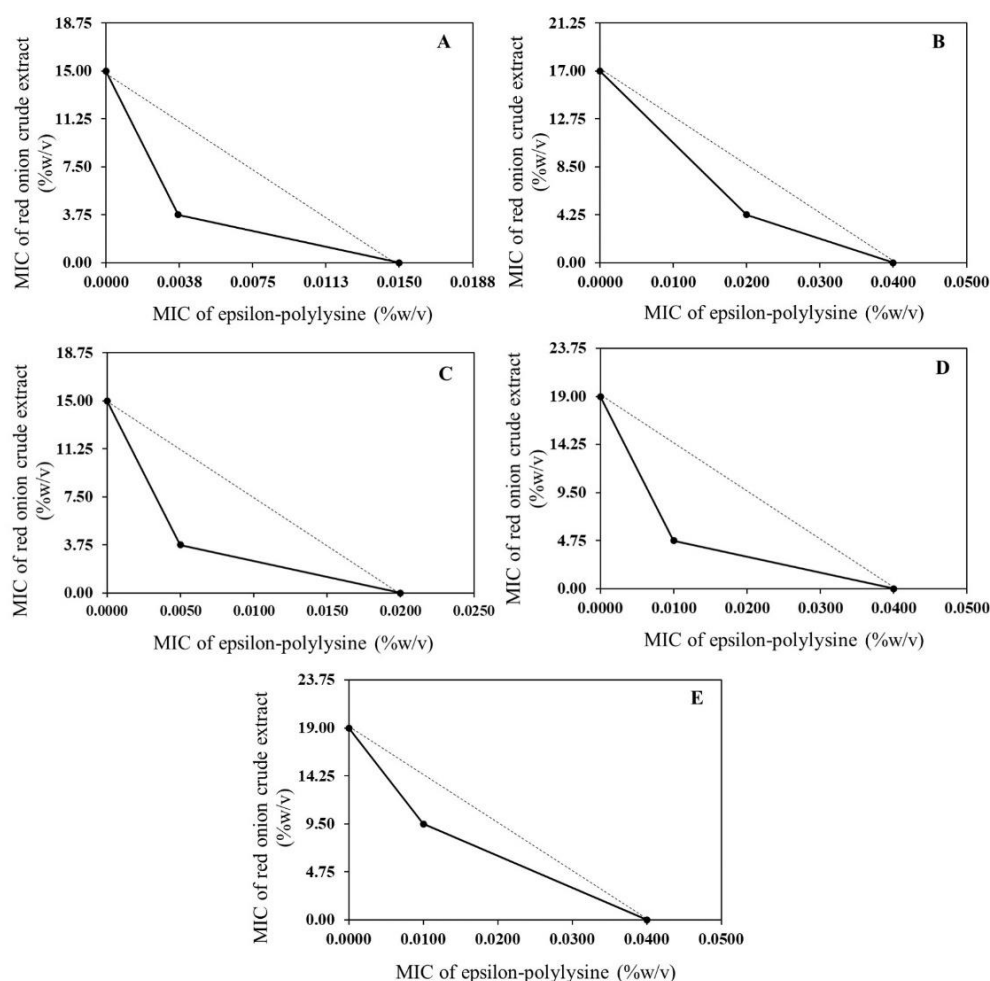 A
MIC of red onion crude extract
(%w/v)
18.75
15.00
11.25
7.50
3.75
0.00
0.0000 0.0038 0.0075 0.0113 0.0150 0.0188
MIC of epsilon-polylysine (%w/v)
B
MIC of red onion crude extract
(%w/v)
21.25
17.00
12.75
8.50
4.25
0.00
0.0000 0.0100 0.0200 0.0300 0.0400 0.0500
MIC of epsilon-polylysine (%w/v)
C
MIC of red onion crude extract
(%w/v)
18.75
15.00
11.25
7.50
3.75
0.00
0.0000 0.0050 0.0100 0.0150 0.0200 0.0250
MIC of epsilon-polylysine (%w/v)
D
MIC of red onion crude extract
(%w/v)
23.75
19.00
14.25
9.50
4.75
0.00
0.0000 0.0100 0.0200 0.0300 0.0400 0.0500
MIC of epsilon-polylysine (%w/v)
E
MIC of red onion crude extract
(%w/v)
23.75
19.00
14.25
9.50
4.75
0.00
0.0000 0.0100 0.0200 0.0300 0.0400 0.0500
MIC of epsilon-polylysine (%w/v)